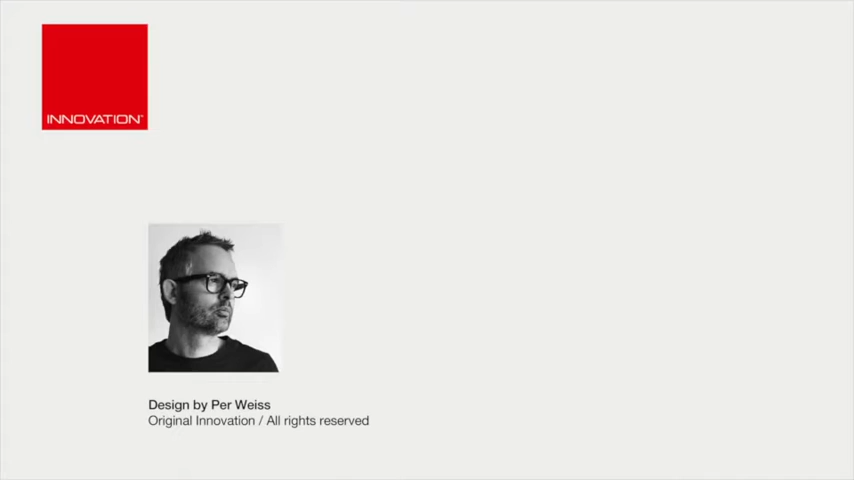 INNOVATION®
Design by Per Weiss
Original Innovation / All rights reserved